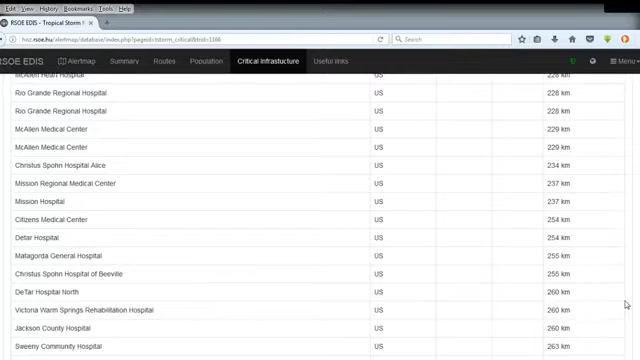 Edit View History Bookmarks Tools Help
RSOE EDIS - Tropical Storm × +
hisz.rsoe.hu/alertmap/database/index.php?pageid=tstorm_critical&trid=1166 Search
RSOE EDIS Alertmap Summary Routes Population Critical Infrastucture Useful links Menu
McAllen Heart Hospital US 228 km
Rio Grande Regional Hospital US 228 km
Rio Grande Regional Hospital US 228 km
McAllen Medical Center US 229 km
McAllen Medical Center US 229 km
Christus Spohn Hospital Alice US 234 km
Mission Regional Medical Center US 237 km
Mission Hospital US 237 km
Citizens Medical Center US 254 km
Detar Hospital US 254 km
Matagorda General Hospital US 255 km
Christus Spohn Hospital of Beeville US 255 km
DeTar Hospital North US 260 km
Victoria Warm Springs Rehabilitation Hospital US 260 km
Jackson County Hospital US 260 km
Sweeny Community Hospital US 263 km